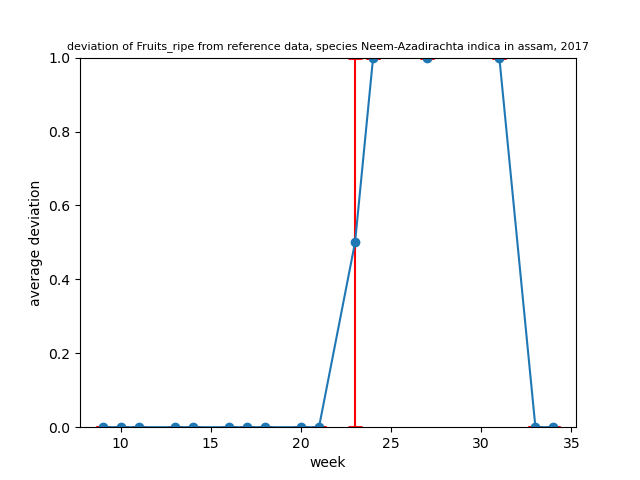 deviation of Fruits_ripe from reference data, species Neem-Azadirachta indica in assam, 2017
1.0
0.8
0.6
0.4
0.2
0.0
average deviation
10 15 20 25 30 35
week